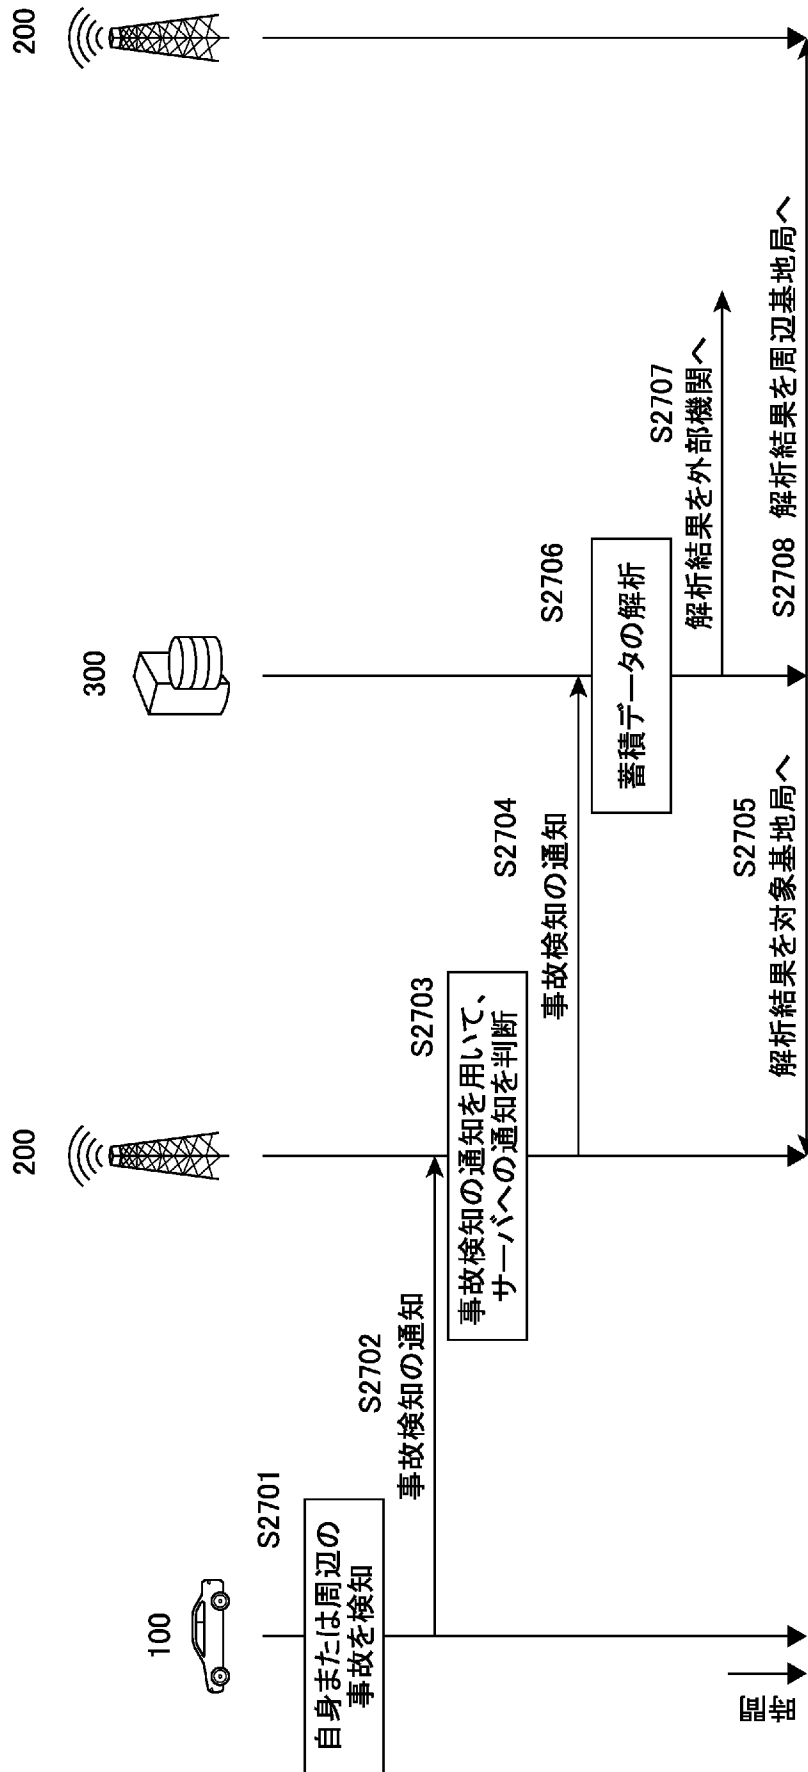 100
200
300
200
S2701
自身または周辺の
事故を検知
S2702
事故検知の通知
S2703
事故検知の通知を用いて、
サーバへの通知を判断
S2704
事故検知の通知
S2706
蓄積データの解析
S2707
解析結果を外部機関へ
S2705
解析結果を対象基地局へ
S2708 解析結果を周辺基地局へ
時間